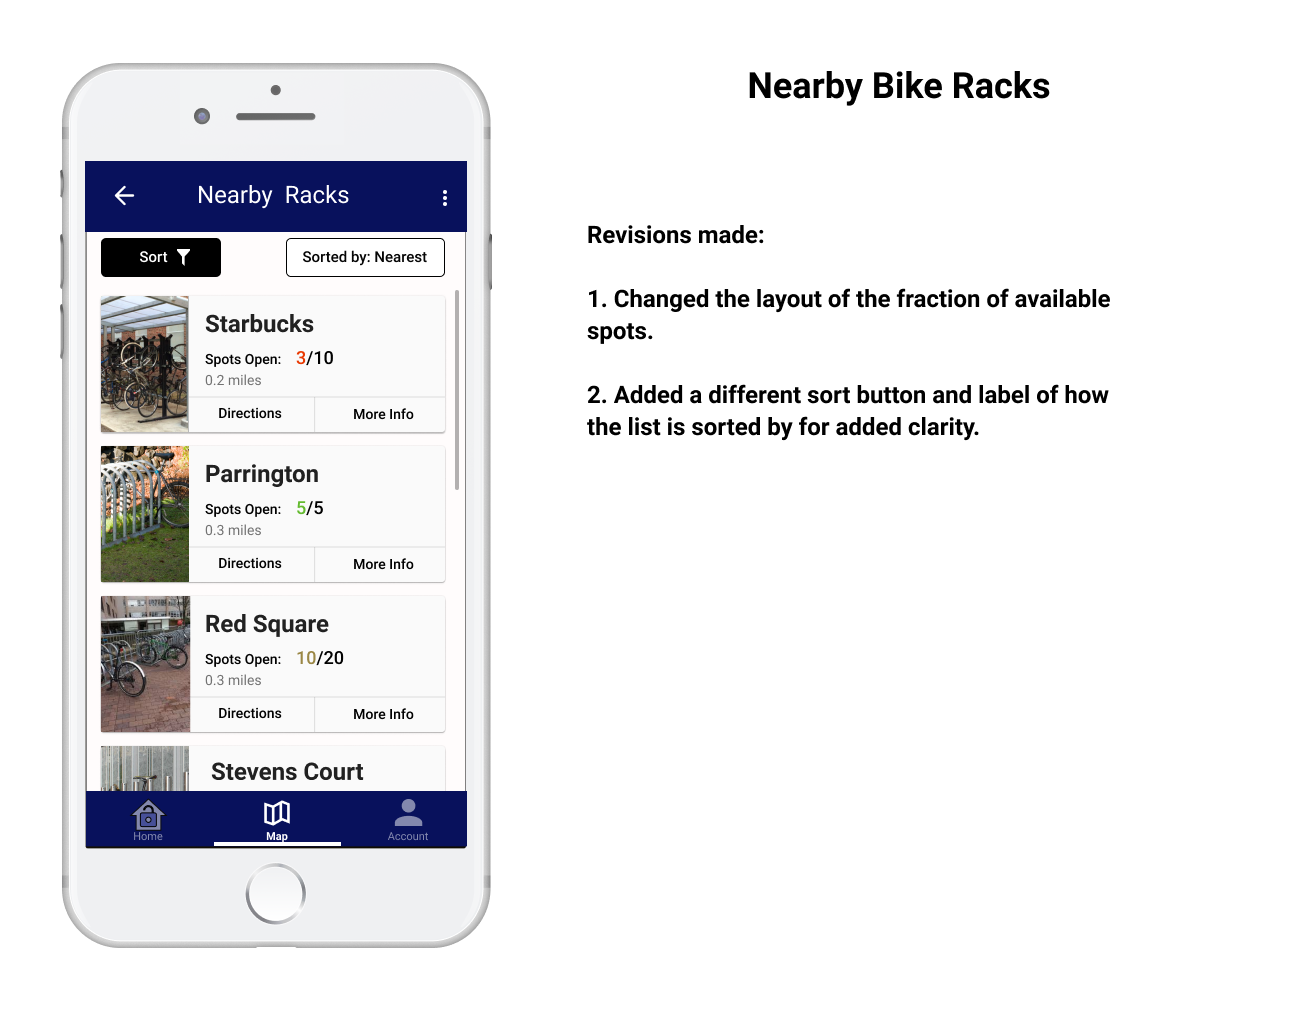 Nearby Bike Racks
Nearby Racks
Sort
Sorted by: Nearest
Starbucks
Spots Open: 3/10
0.2 miles
Directions
More Info
Parrington
Spots Open: 5/5
0.3 miles
Directions
More Info
Red Square
Spots Open: 10/20
0.3 miles
Directions
More Info
Stevens Court
Home
Map
Account
Revisions made:
1. Changed the layout of the fraction of available
spots.
2. Added a different sort button and label of how
the list is sorted by for added clarity.